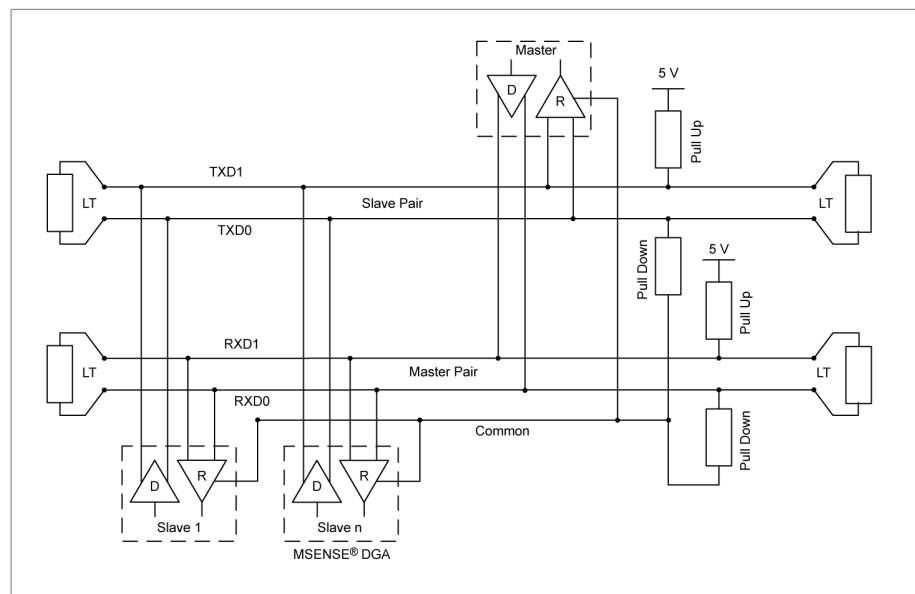 Master
D
R
5 V
Pull Up
TXD1
LT
Slave Pair
LT
TXD0
Pull Down
5 V
Pull Up
RXD1
LT
Master Pair
LT
RXD0
Common
Pull Down
D
R
D
R
Slave 1
Slave n
MSENSE® DGA